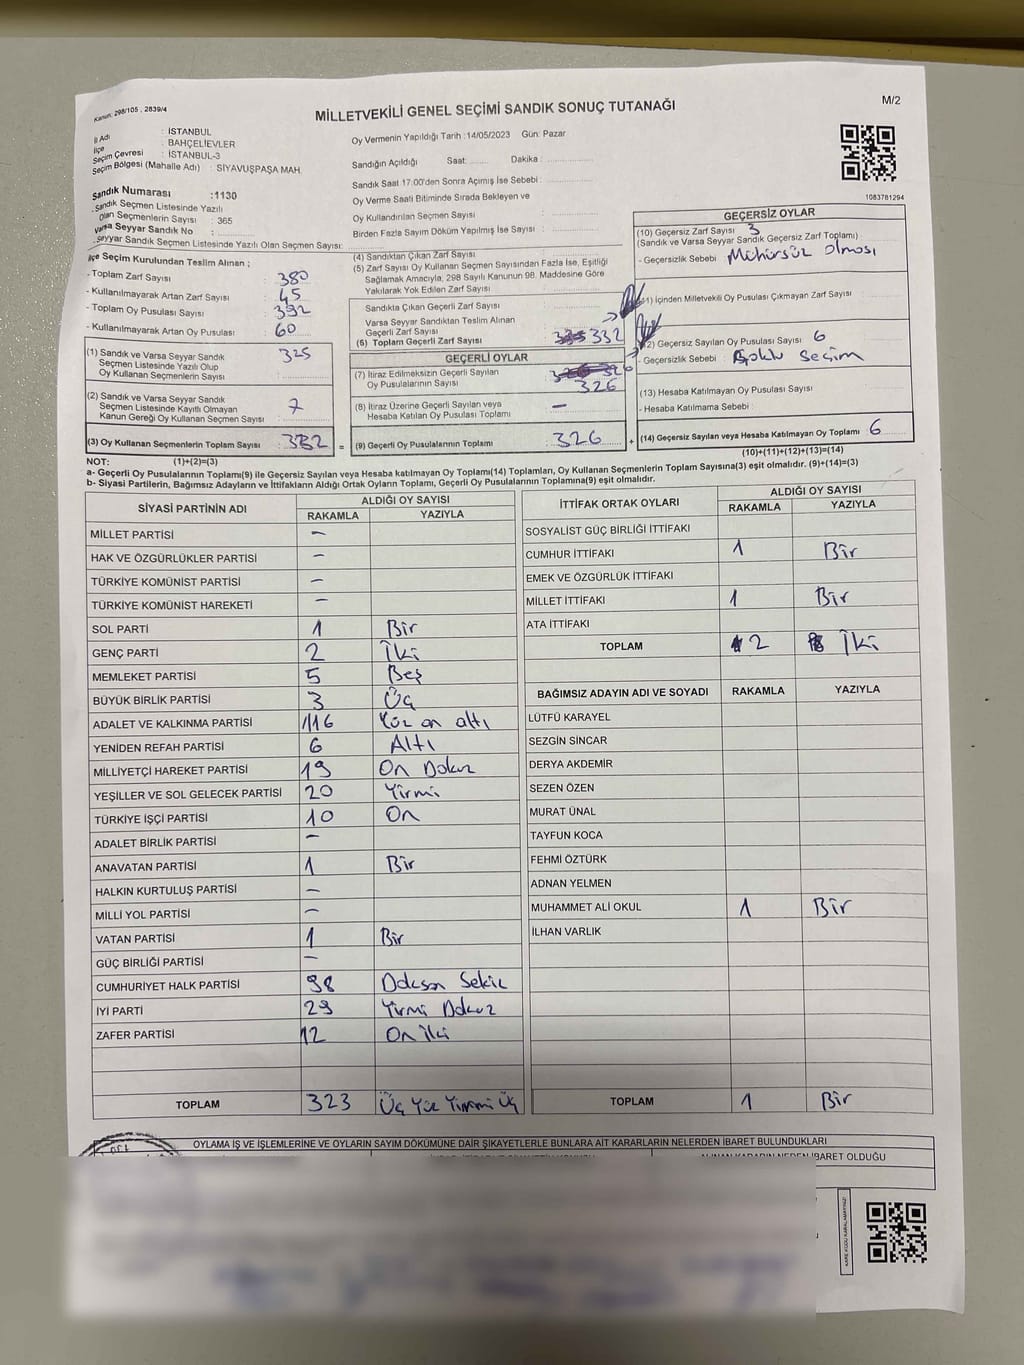 Kanun: 298/105 , 2839/4
M/2
MİLLETVEKİLİ GENEL SEÇİMİ SANDIK SONUÇ TUTANAĞI
İl Adı : İSTANBUL
İlçe : BAHÇELİEVLER
Seçim Çevresi : İSTANBUL-3
Seçim Bölgesi (Mahalle Adı) : SİYAVUŞPAŞA MAH.
Sandık Numarası :1130
Sandık Seçmen Listesinde Yazılı
Olan Seçmenlerin Sayısı : 365
Varsa Seyyar Sandık No :
Seyyar Sandık Seçmen Listesinde Yazılı Olan Seçmen Sayısı:
Oy Vermenin Yapıldığı Tarih :14/05/2023 Gün: Pazar
Sandığın Açıldığı Saat: Dakika :
Sandık Saat 17.00'den Sonra Açılmış İse Sebebi :
Oy Verme Saati Bitiminde Sırada Bekleyen ve
Oy Kullandırılan Seçmen Sayısı :
Birden Fazla Sayım Döküm Yapılmış İse Sayısı :
1083781294
İlçe Seçim Kurulundan Teslim Alınan ;
- Toplam Zarf Sayısı : 380
- Kullanılmayarak Artan Zarf Sayısı : 45
- Toplam Oy Pusulası Sayısı : 392
- Kullanılmayarak Artan Oy Pusulası : 60
(1) Sandık ve Varsa Seyyar Sandık 325
Seçmen Listesinde Yazılı Olup
Oy Kullanan Seçmenlerin Sayısı
(2) Sandık ve Varsa Seyyar Sandık
Seçmen Listesinde Kayıtlı Olmayan 7
Kanun Gereği Oy Kullanan Seçmen Sayısı
(3) Oy Kullanan Seçmenlerin Toplam Sayısı : 332 =
(4) Sandıktan Çıkan Zarf Sayısı :
(5) Zarf Sayısı Oy Kullanan Seçmen Sayısından Fazla İse, Eşitliği
Sağlamak Amacıyla, 298 Sayılı Kanunun 98. Maddesine Göre
Yakılarak Yok Edilen Zarf Sayısı :
Sandıkta Çıkan Geçerli Zarf Sayısı :
Varsa Seyyar Sandıktan Teslim Alınan
Geçerli Zarf Sayısı
(6) Toplam Geçerli Zarf Sayısı : 332
GEÇERLİ OYLAR
(7) İtiraz Edilmeksizin Geçerli Sayılan
Oy Pusulalarının Sayısı 326
(8) İtiraz Üzerine Geçerli Sayılan veya
Hesaba Katılan Oy Pusulası Toplamı : –
(9) Geçerli Oy Pusulalarının Toplamı : 326 +
GEÇERSİZ OYLAR
(10) Geçersiz Zarf Sayısı 3
(Sandık ve Varsa Seyyar Sandık Geçersiz Zarf Toplamı)
- Geçersizlik Sebebi : Mühürsüz olması
(11) İçinden Milletvekili Oy Pusulası Çıkmayan Zarf Sayısı
(12) Geçersiz Sayılan Oy Pusulası Sayısı 6
- Geçersizlik Sebebi : Çoklu Seçim
(13) Hesaba Katılmayan Oy Pusulası Sayısı
- Hesaba Katılmama Sebebi :
(14) Geçersiz Sayılan veya Hesaba Katılmayan Oy Toplamı : 6
(10)+(11)+(12)+(13)=(14)
NOT: (1)+(2)=(3)
a- Geçerli Oy Pusulalarının Toplamı(9) ile Geçersiz Sayılan veya Hesaba Katılmayan Oy Toplamı(14) Toplamları, Oy Kullanan Seçmenlerin Toplam Sayısına(3) eşit olmalıdır. (9)+(14)=(3)
b- Siyasi Partilerin, Bağımsız Adayların ve İttifakların Aldığı Ortak Oyların Toplamı, Geçerli Oy Pusulalarının Toplamına(9) eşit olmalıdır.
SİYASİ PARTİNİN ADI ALDIĞI OY SAYISI
RAKAMLA YAZIYLA
MİLLET PARTİSİ –
HAK VE ÖZGÜRLÜKLER PARTİSİ –
TÜRKİYE KOMÜNİST PARTİSİ –
TÜRKİYE KOMÜNİST HAREKETİ –
SOL PARTİ 1 Bir
GENÇ PARTİ 2 İki
MEMLEKET PARTİSİ 5 Beş
BÜYÜK BİRLİK PARTİSİ 3 Üç
ADALET VE KALKINMA PARTİSİ 116 Yüz on altı
YENİDEN REFAH PARTİSİ 6 Altı
MİLLİYETÇİ HAREKET PARTİSİ 19 On Dokuz
YEŞİLLER VE SOL GELECEK PARTİSİ 20 Yirmi
TÜRKİYE İŞÇİ PARTİSİ 10 On
ADALET BİRLİK PARTİSİ –
ANAVATAN PARTİSİ 1 Bir
HALKIN KURTULUŞ PARTİSİ –
MİLLİ YOL PARTİSİ –
VATAN PARTİSİ 1 Bir
GÜÇ BİRLİĞİ PARTİSİ –
CUMHURİYET HALK PARTİSİ 98 Doksan Sekiz
İYİ PARTİ 29 Yirmi Dokuz
ZAFER PARTİSİ 12 On İki
TOPLAM 323 Üç Yüz Yirmi Üç
İTTİFAK ORTAK OYLARI ALDIĞI OY SAYISI
RAKAMLA YAZIYLA
SOSYALİST GÜÇ BİRLİĞİ İTTİFAKI
CUMHUR İTTİFAKI 1 Bir
EMEK VE ÖZGÜRLÜK İTTİFAKI
MİLLET İTTİFAKI 1 Bir
ATA İTTİFAKI
TOPLAM 2 İki
BAĞIMSIZ ADAYIN ADI VE SOYADI RAKAMLA YAZIYLA
LÜTFÜ KARAYEL
SEZGİN SİNCAR
DERYA AKDEMİR
SEZEN ÖZEN
MURAT ÜNAL
TAYFUN KOCA
FEHMİ ÖZTÜRK
ADNAN YELMEN
MUHAMMET ALİ OKUL 1 Bir
İLHAN VARLIK
TOPLAM 1 Bir
OYLAMA İŞ VE İŞLEMLERİNE VE OYLARIN SAYIM DÖKÜMÜNE DAİR ŞİKAYETLERLE BUNLARA AİT KARARLARIN NELERDEN İBARET BULUNDUKLARI
ALINAN KARARIN NEDEN İBARET OLDUĞU
KARE KODU KARALAMAYINIZ!